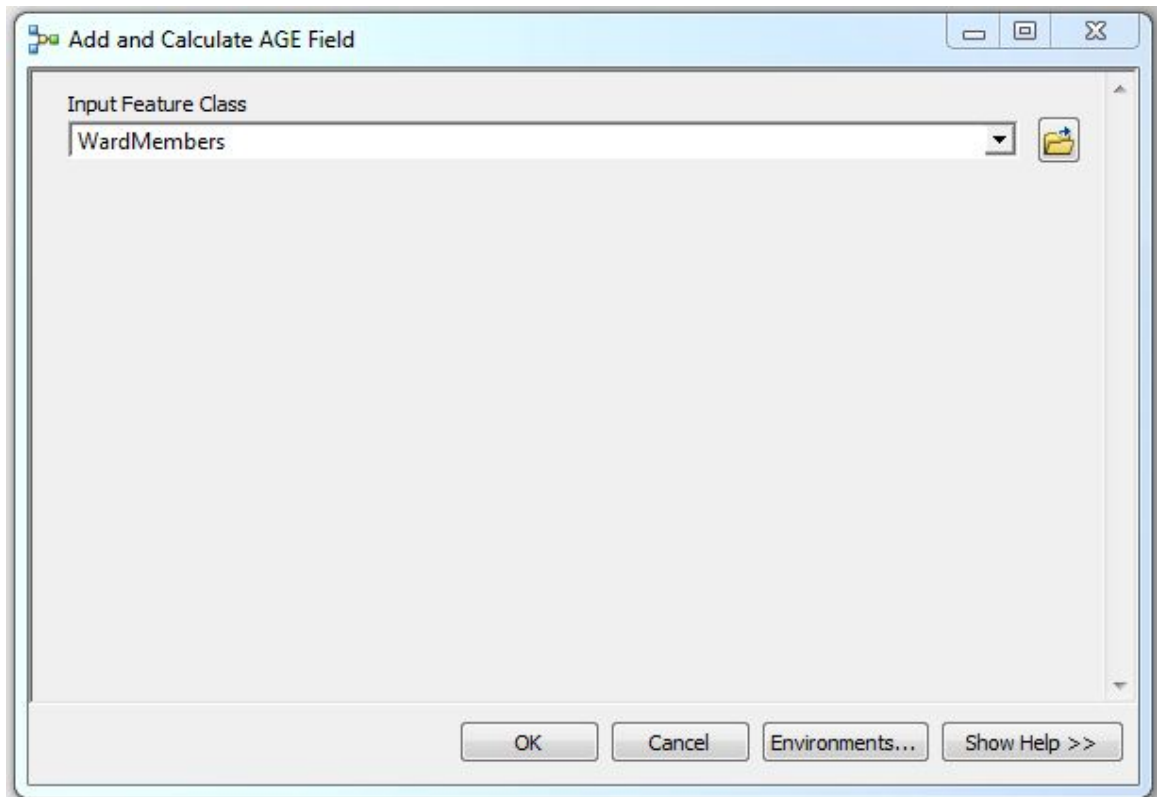 Add and Calculate AGE Field
Input Feature Class
WardMembers
OK Cancel Environments... Show Help >>